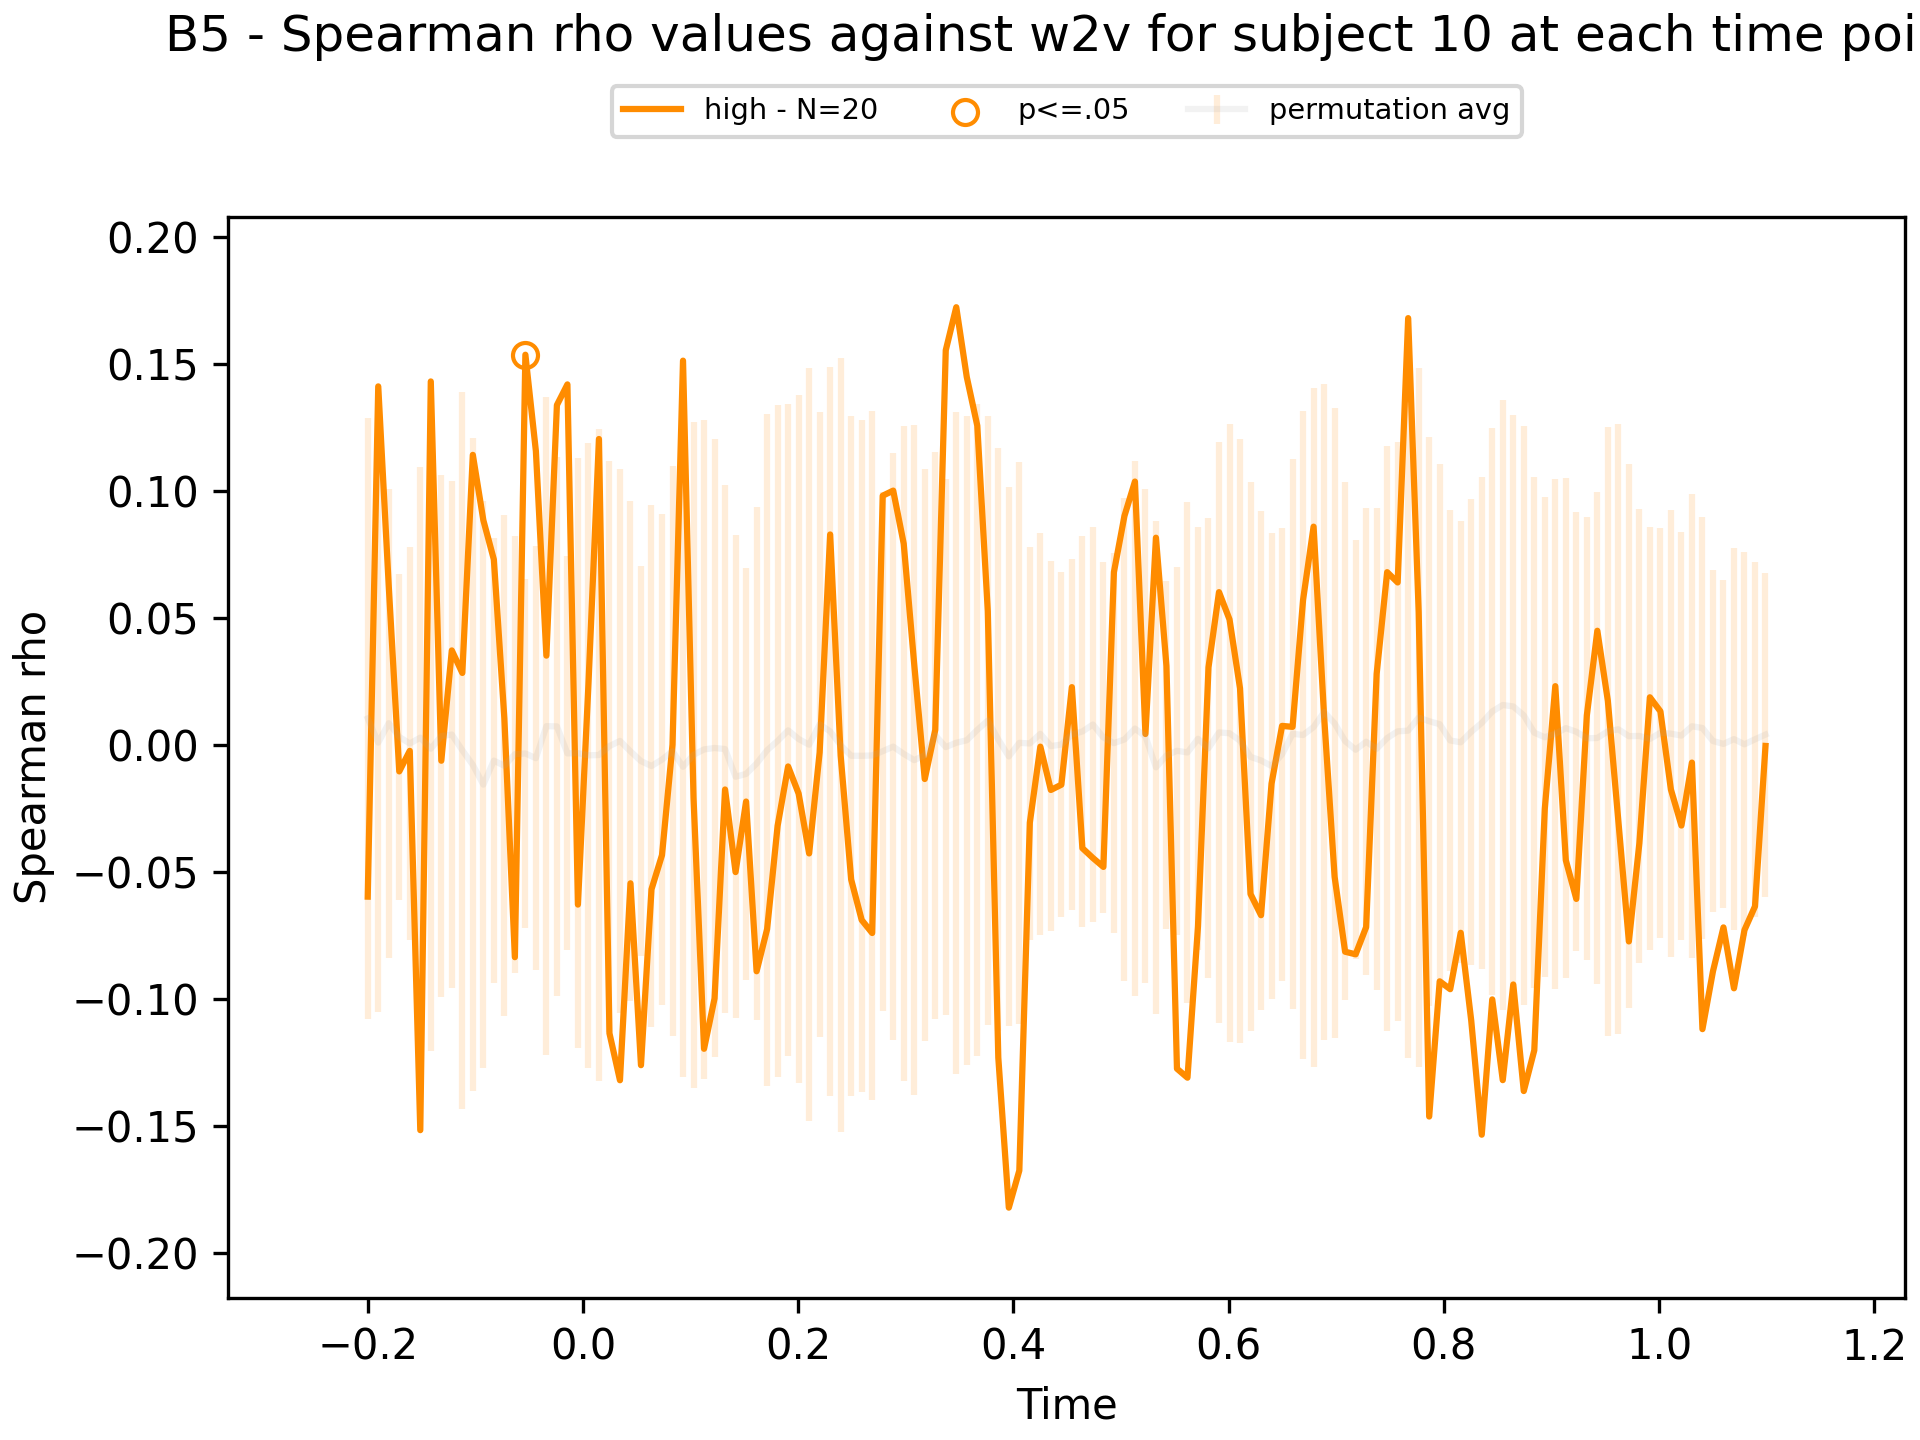 B5 - Spearman rho values against w2v for subject 10 at each time poi
high - N=20 p<=.05 permutation avg
0.20
0.15
0.10
0.05
0.00
−0.05
−0.10
−0.15
−0.20
Spearman rho
−0.2 0.0 0.2 0.4 0.6 0.8 1.0 1.2
Time